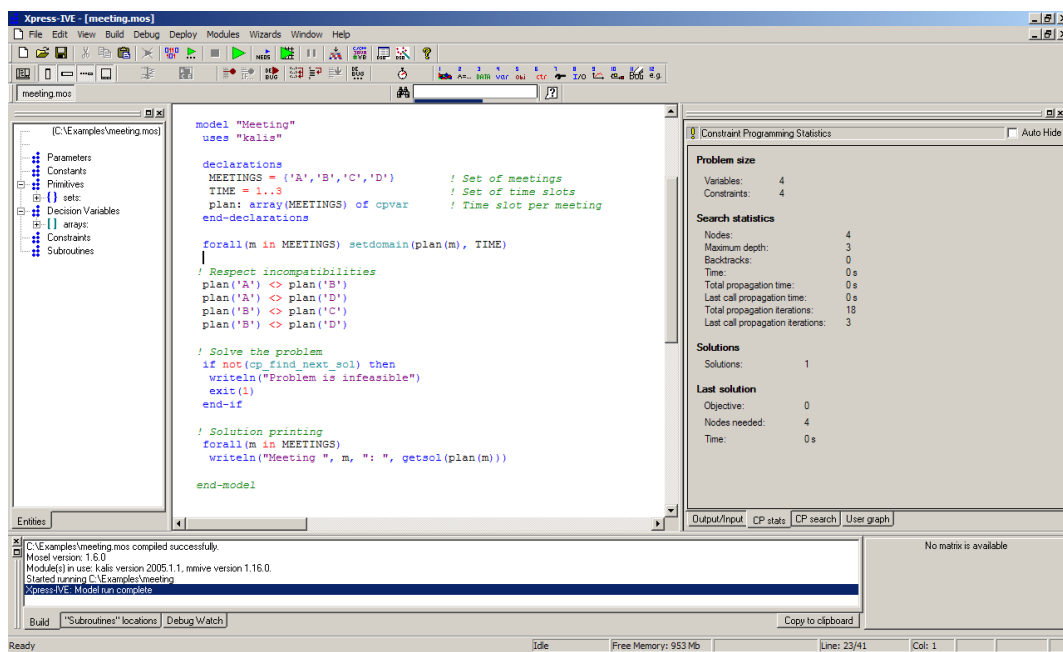 Xpress-IVE - [meeting.mos]
File Edit View Build Debug Deploy Modules Wizards Window Help
meeting.mos
(C:\Examples\meeting.mos)
Parameters
Constants
Primitives
sets:
Decision Variables
arrays:
Constraints
Subroutines
Entities
model "Meeting"
uses "kalis"
declarations
MEETINGS = {'A','B','C','D'} ! Set of meetings
TIME = 1..3 ! Set of time slots
plan: array(MEETINGS) of cpvar ! Time slot per meeting
end-declarations
forall(m in MEETINGS) setdomain(plan(m), TIME)
! Respect incompatibilities
plan('A') <> plan('B')
plan('A') <> plan('D')
plan('B') <> plan('C')
plan('B') <> plan('D')
! Solve the problem
if not(cp_find_next_sol) then
writeln("Problem is infeasible")
exit(1)
end-if
! Solution printing
forall(m in MEETINGS)
writeln("Meeting ", m, ": ", getsol(plan(m)))
end-model
Constraint Programming Statistics Auto Hide
Problem size
Variables: 4
Constraints: 4
Search statistics
Nodes: 4
Maximum depth: 3
Backtracks: 0
Time: 0 s
Total propagation time: 0 s
Last call propagation time: 0 s
Total propagation iterations: 18
Last call propagation iterations: 3
Solutions
Solutions: 1
Last solution
Objective: 0
Nodes needed: 4
Time: 0 s
Output/Input CP stats CP search User graph
C:\Examples\meeting.mos compiled successfully.
Mosel version: 1.6.0
Module(s) in use: kalis version 2005.1.1, mmive version 1.16.0.
Started running C:\Examples\meeting
Xpress-IVE: Model run complete
Build "Subroutines" locations Debug Watch Copy to clipboard
No matrix is available
Ready Idle Free Memory: 953 Mb Line: 23/41 Col: 1